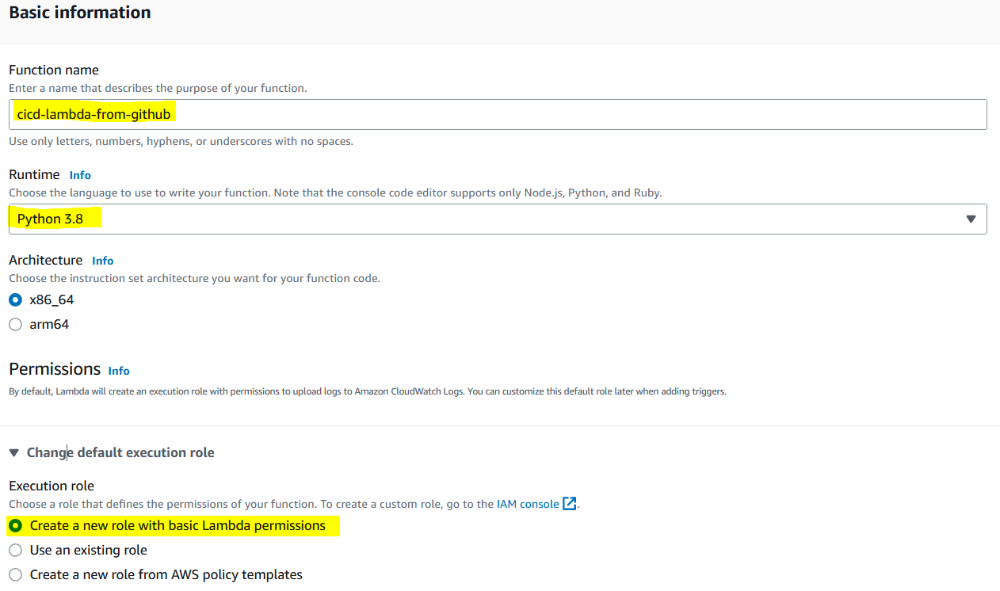 Basic information
Function name
Enter a name that describes the purpose of your function.
cicd-lambda-from-github
Use only letters, numbers, hyphens, or underscores with no spaces.
Runtime Info
Choose the language to use to write your function. Note that the console code editor supports only Node.js, Python, and Ruby.
Python 3.8
Architecture Info
Choose the instruction set architecture you want for your function code.
x86_64
arm64
Permissions Info
By default, Lambda will create an execution role with permissions to upload logs to Amazon CloudWatch Logs. You can customize this default role later when adding triggers.
Change default execution role
Execution role
Choose a role that defines the permissions of your function. To create a custom role, go to the IAM console.
Create a new role with basic Lambda permissions
Use an existing role
Create a new role from AWS policy templates